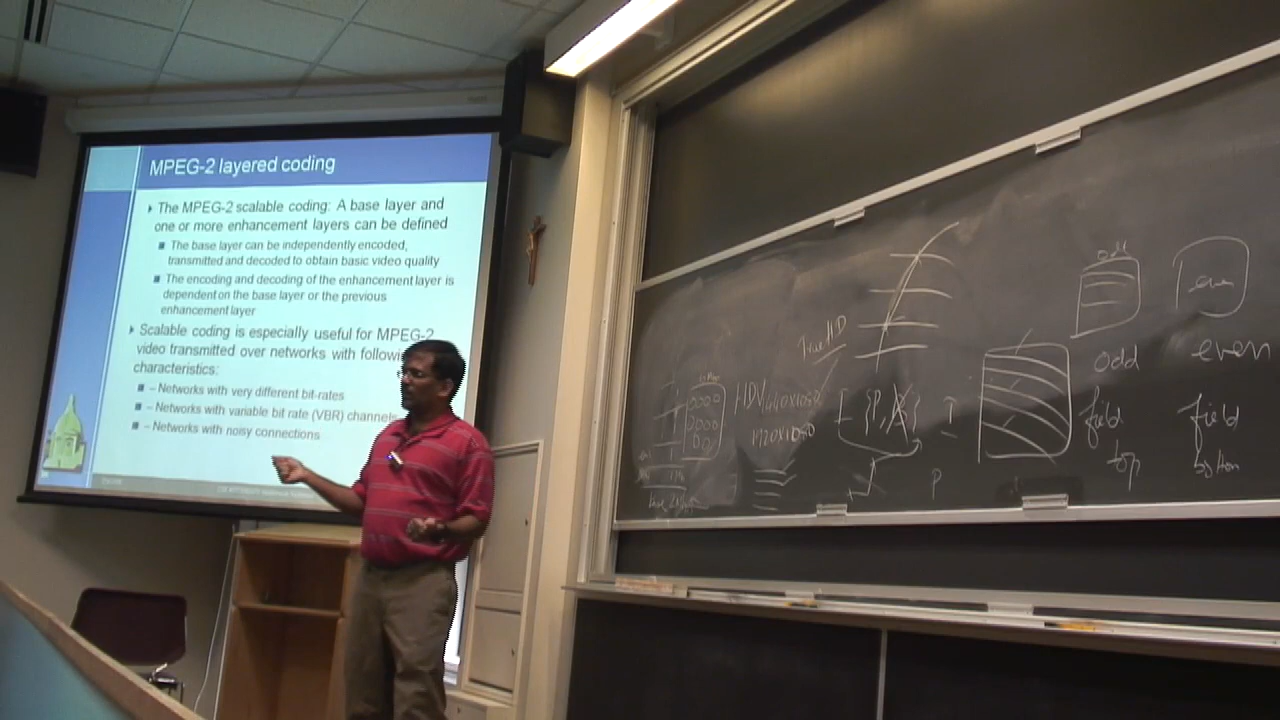 MPEG-2 layered coding
The MPEG-2 scalable coding: A base layer and
one or more enhancement layers can be defined
The base layer can be independently encoded,
transmitted and decoded to obtain basic video quality
The encoding and decoding of the enhancement layer is
dependent on the base layer or the previous
enhancement layer
Scalable coding is especially useful for MPEG-2
video transmitted over networks with followi
characteristics:
– Networks with very different bit-rates
– Networks with variable bit rate (VBR) channels
– Networks with noisy connections
True HD
HDV 1440x1080
1920x1080
I
P
odd
odd
field
top
even
field